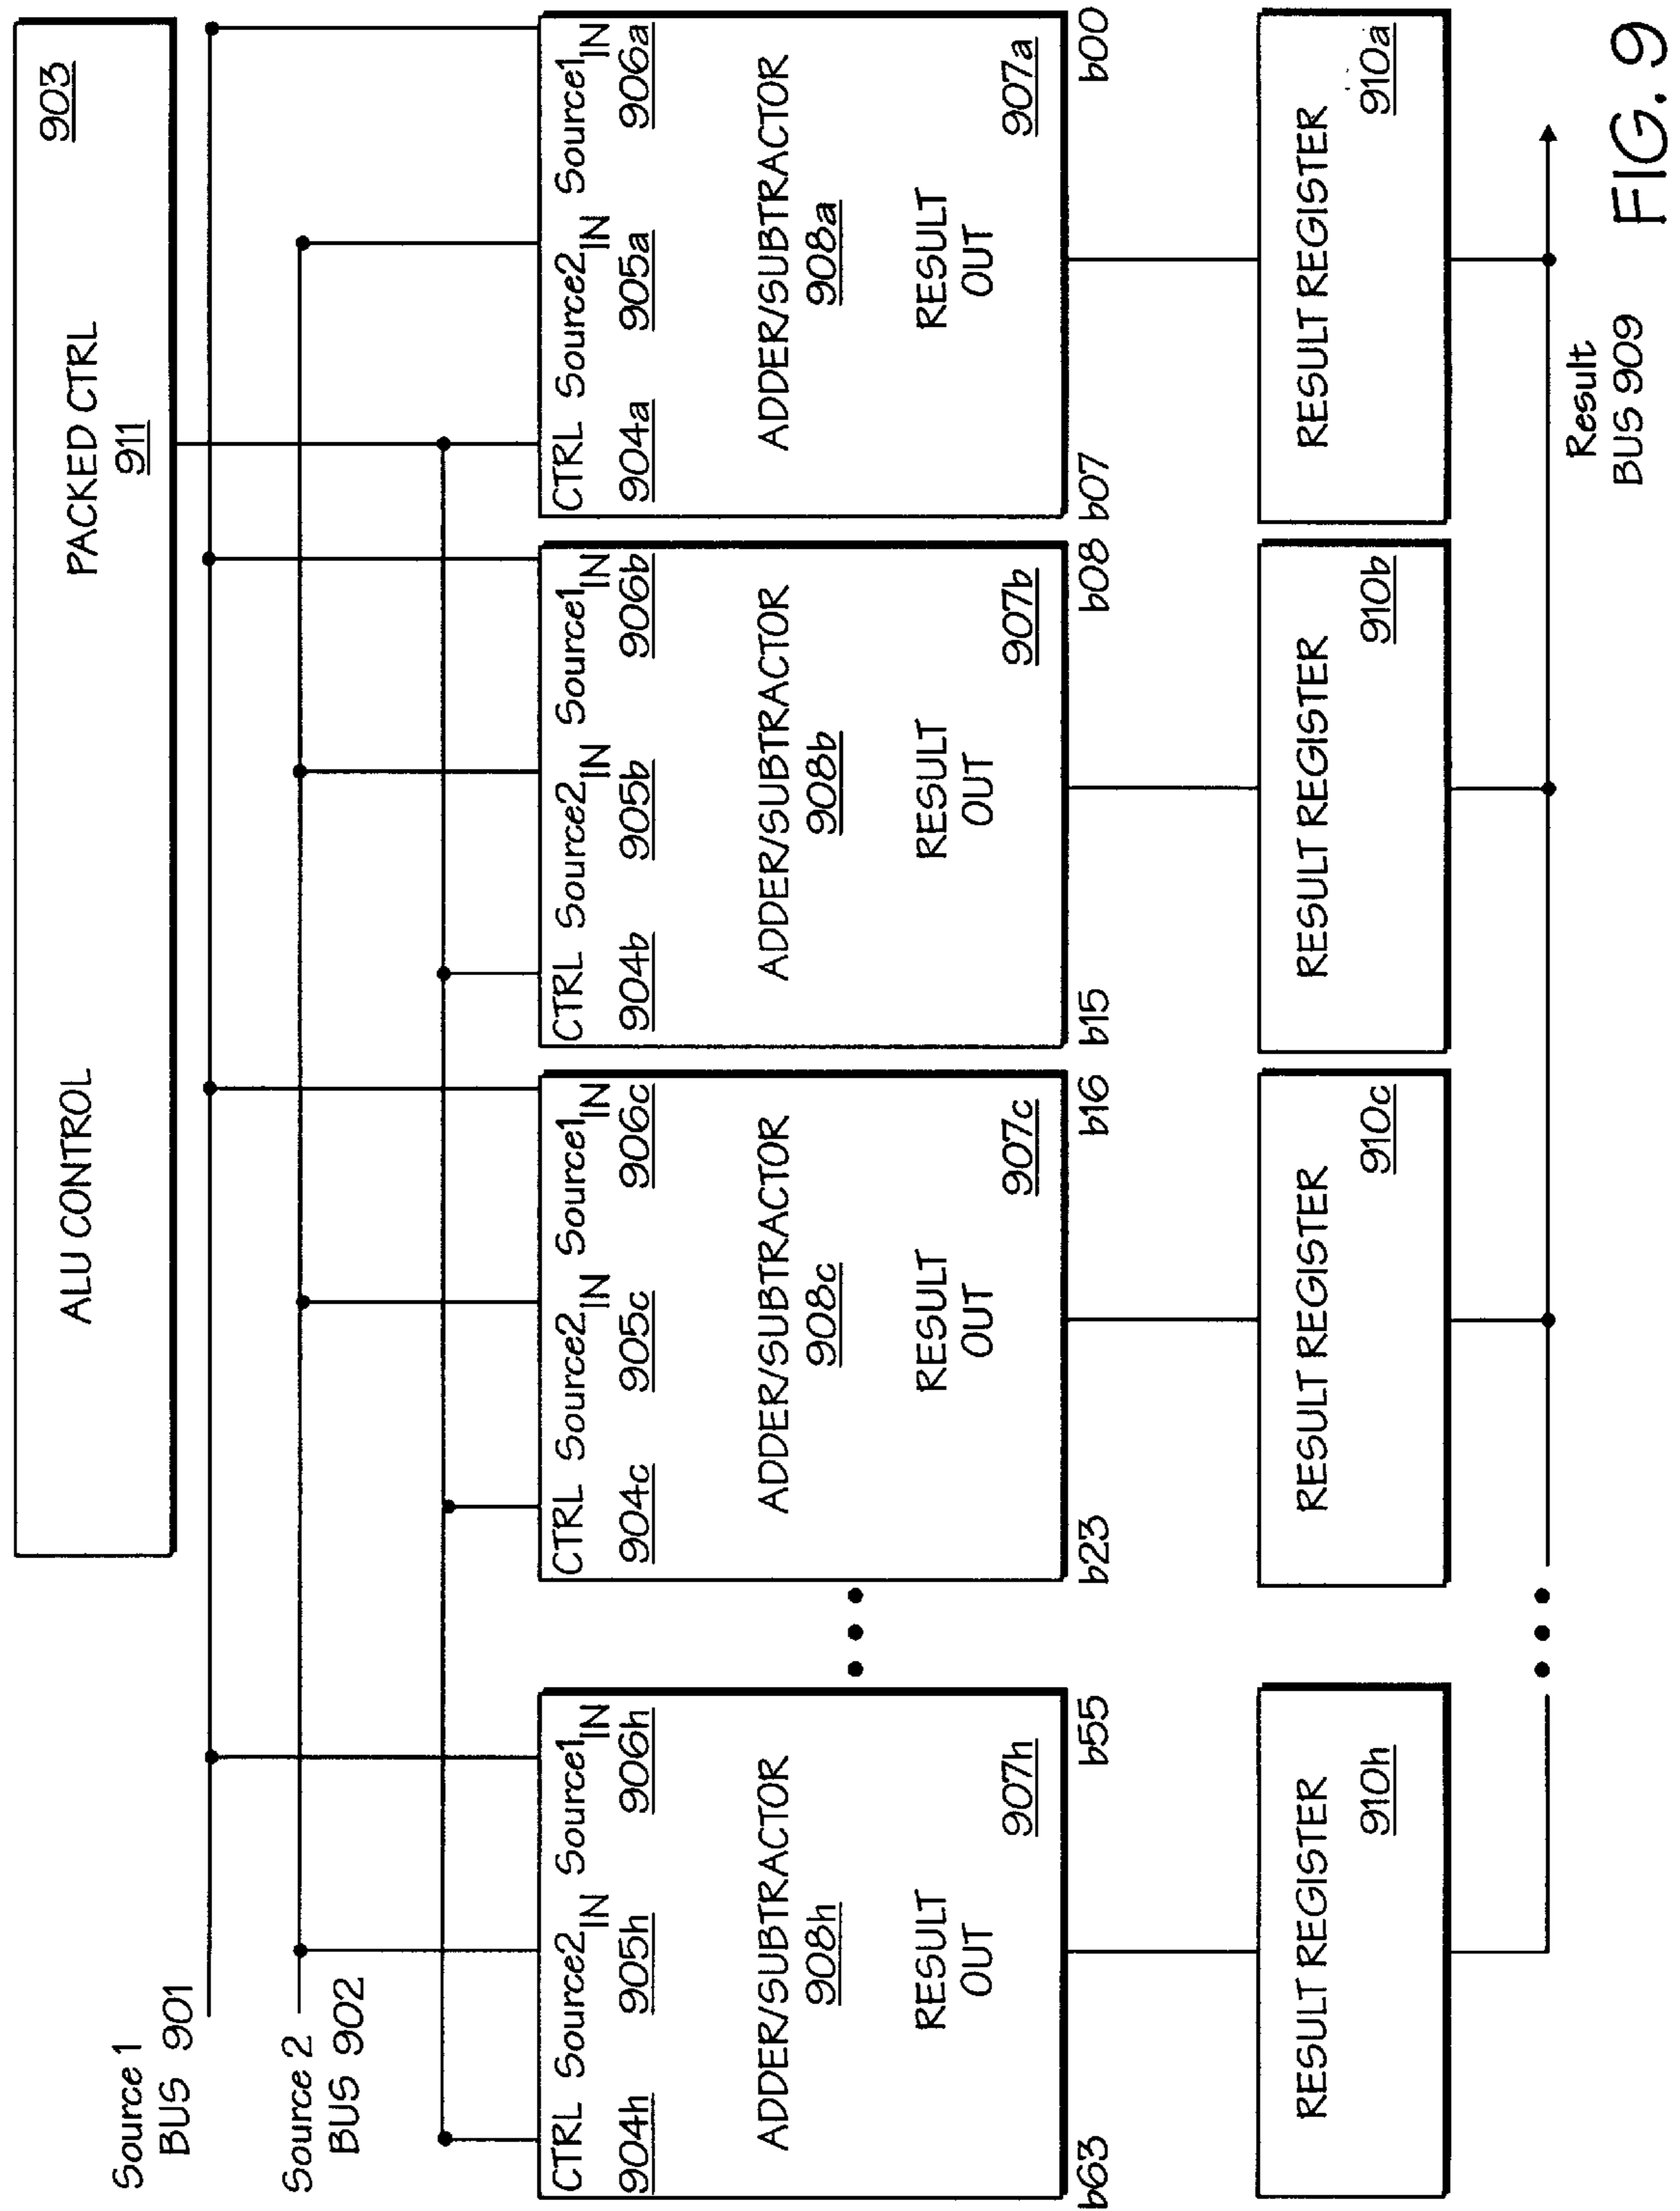 903
ALU CONTROL
PACKED CTRL
911
Source 1
BUS 901
Source 2
BUS 902
CTRL Source2IN Source1IN
904h 905h 906h
ADDER/SUBTRACTOR
908h
RESULT
OUT
907h
b63 b55
CTRL Source2IN Source1IN
904c 905c 906c
ADDER/SUBTRACTOR
908c
RESULT
OUT
907c
b23 b16
CTRL Source2IN Source1IN
904b 905b 906b
ADDER/SUBTRACTOR
908b
RESULT
OUT
907b
b15 b08
CTRL Source2IN Source1IN
904a 905a 906a
ADDER/SUBTRACTOR
908a
RESULT
OUT
907a
b07 b00
RESULT REGISTER
910h
RESULT REGISTER
910c
RESULT REGISTER
910b
RESULT REGISTER
910a
Result
BUS 909
FIG. 9